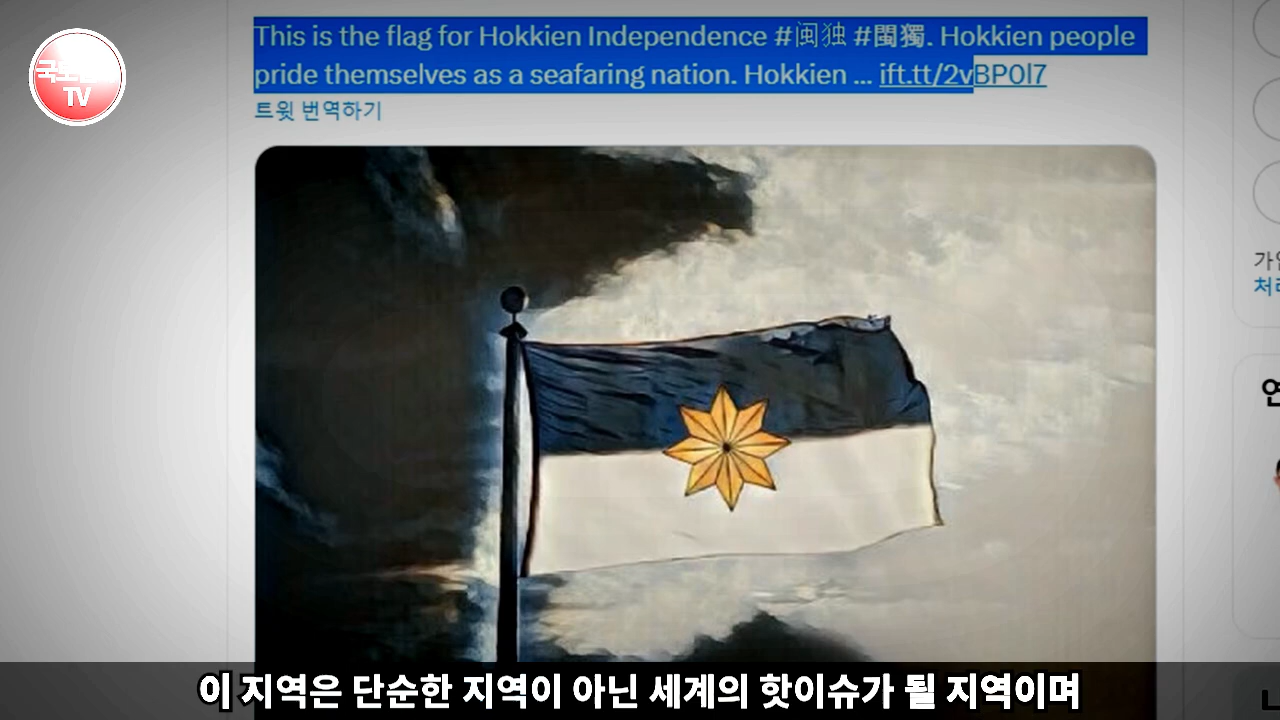 This is the flag for Hokkien Independence #闽独 #閩獨. Hokkien people
pride themselves as a seafaring nation. Hokkien ... ift.tt/2vBP0l7
트윗 번역하기
TV
이 지역은 단순한 지역이 아닌 세계의 핫이슈가 될 지역이며